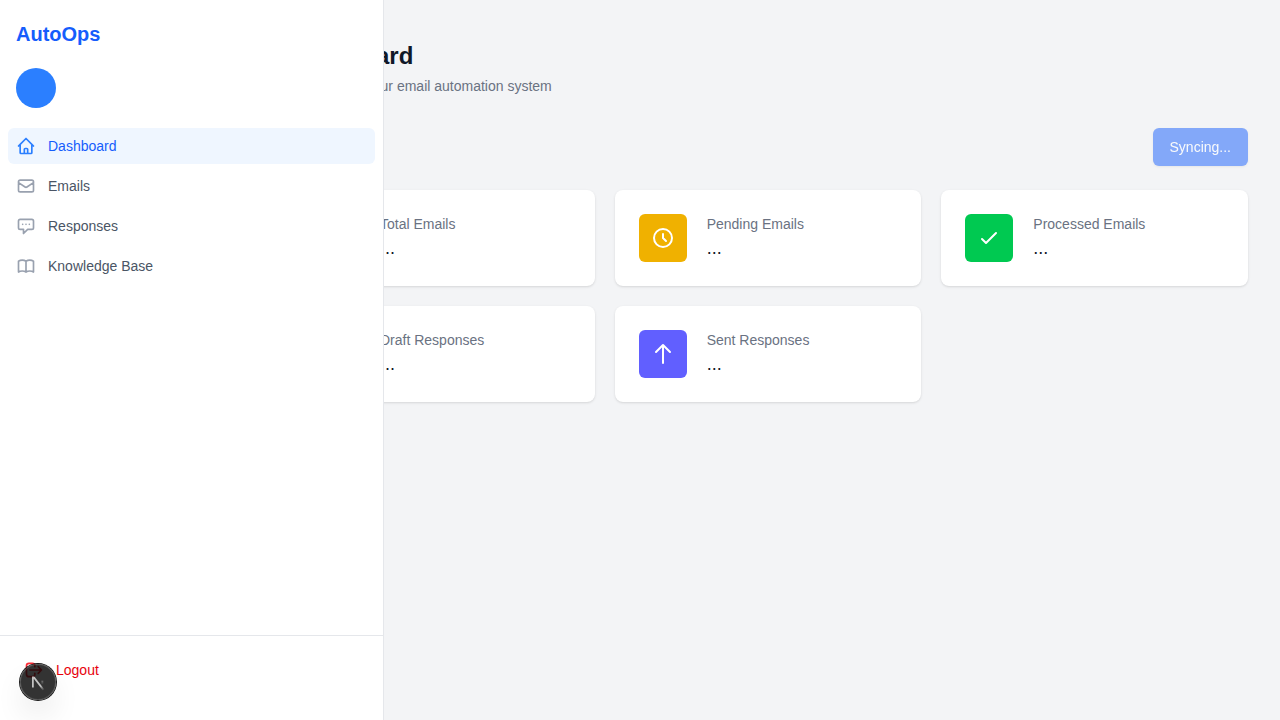 AutoOps
Dashboard
Emails
Responses
Knowledge Base
Logout
N
ard
ur email automation system
Syncing...
Total Emails
...
Pending Emails
...
Processed Emails
...
Draft Responses
...
Sent Responses
...